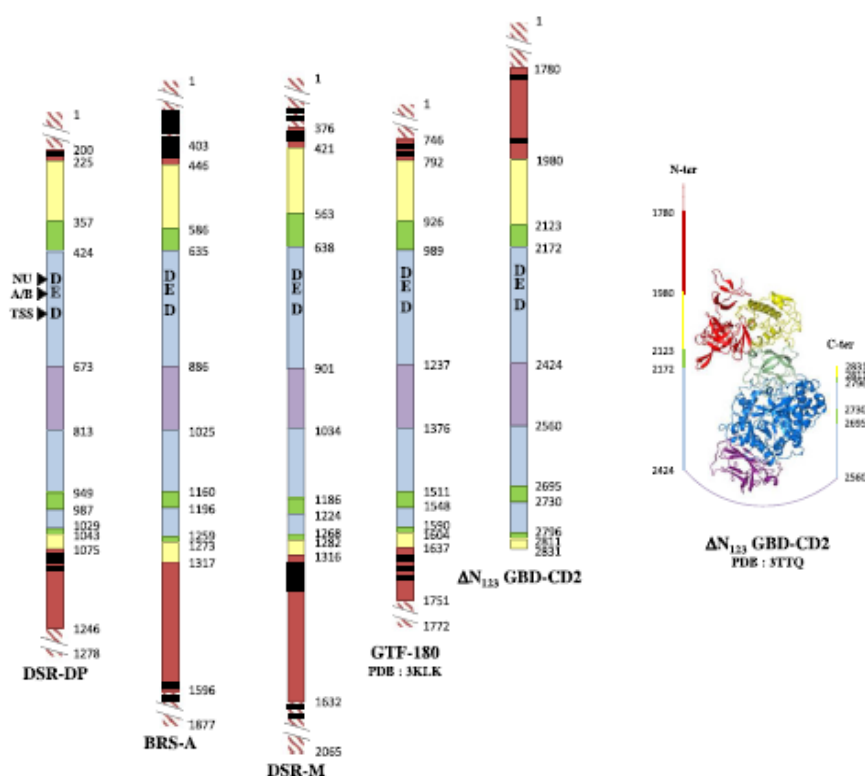 1
200
225
357
424
NU
A/B
TSS
D
E
D
673
813
949
987
1029
1043
1075
1246
1278
DSR-DP
1
403
446
586
635
D
E
D
886
1025
1160
1196
1259
1273
1317
1596
1877
BRS-A
1
376
421
563
638
D
E
D
901
1034
1186
1224
1268
1282
1316
1632
2065
DSR-M
1
746
792
926
989
D
E
D
1237
1376
1511
1548
1590
1604
1637
1751
1772
GTF-180
PDB : 3KLK
1
1780
1980
2123
2172
D
E
D
2424
2560
2695
2730
2796
2811
2831
ΔN₁₂₃ GBD-CD2
N-ter
1780
1980
2123
2172
2424
C-ter
2831
2811
2796
2730
2695
2560
ΔN₁₂₃ GBD-CD2
PDB : 3TTQ